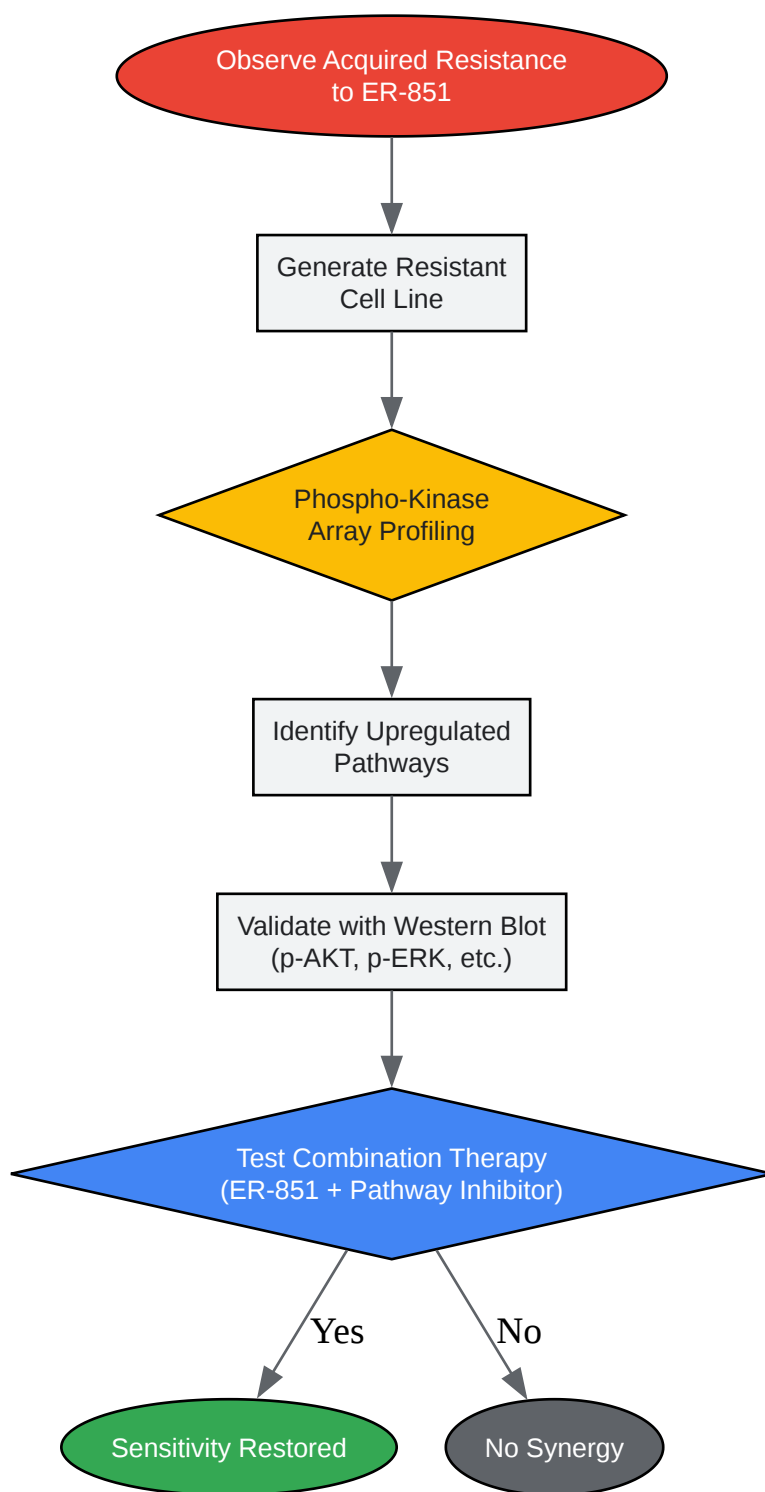 Observe Acquired Resistance
to ER-851
Generate Resistant
Cell Line
Phospho-Kinase
Array Profiling
Identify Upregulated
Pathways
Validate with Western Blot
(p-AKT, p-ERK, etc.)
Test Combination Therapy
(ER-851 + Pathway Inhibitor)
Yes
No
Sensitivity Restored
No Synergy